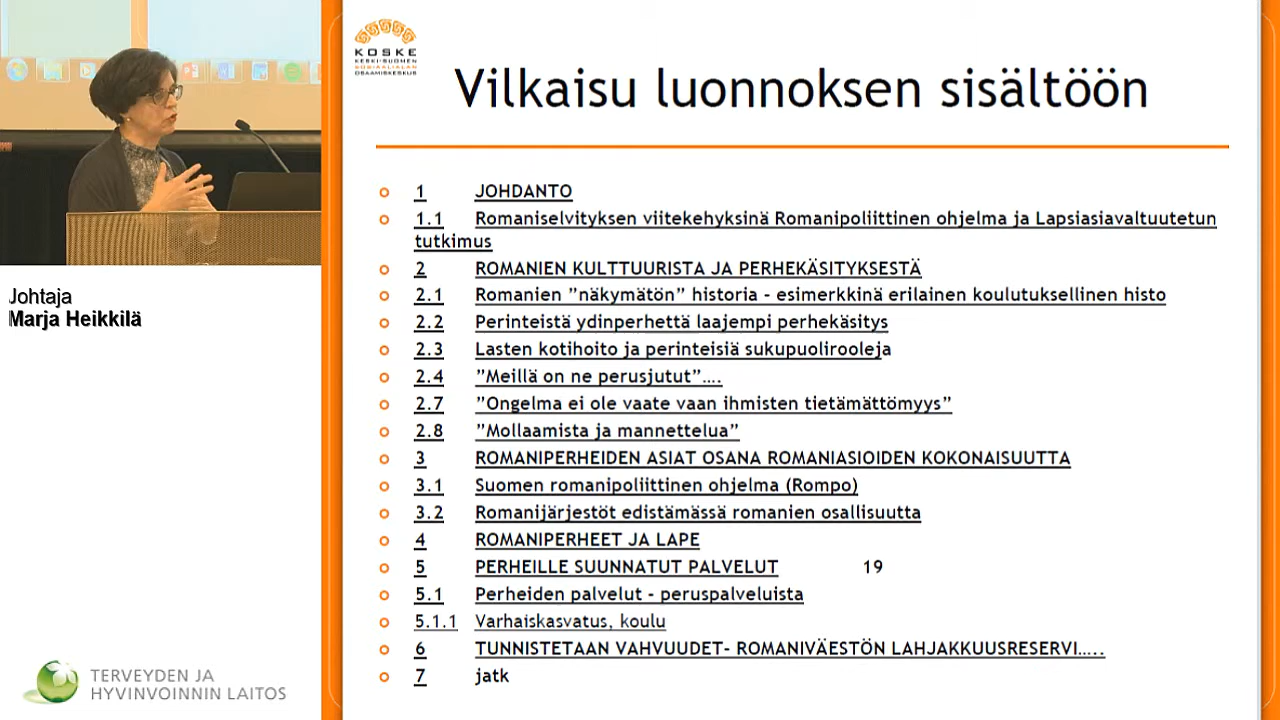 KOSKE
KESKI-SUOMEN
SOSIAALIALAN
OSAAMISKESKUS
Vilkaisu luonnoksen sisältöön
1 JOHDANTO
1.1 Romaniselvityksen viitekehyksinä Romanipoliittinen ohjelma ja Lapsiasiavaltuutetun
tutkimus
2 ROMANIEN KULTTUURISTA JA PERHEKÄSITYKSESTÄ
2.1 Romanien ”näkymätön” historia - esimerkkinä erilainen koulutuksellinen histo
2.2 Perinteistä ydinperhettä laajempi perhekäsitys
2.3 Lasten kotihoito ja perinteisiä sukupuolirooleja
2.4 ”Meillä on ne perusjutut”….
2.7 ”Ongelma ei ole vaate vaan ihmisten tietämättömyys”
2.8 ”Mollaamista ja mannettelua”
3 ROMANIPERHEIDEN ASIAT OSANA ROMANIASIOIDEN KOKONAISUUTTA
3.1 Suomen romanipoliittinen ohjelma (Rompo)
3.2 Romanijärjestöt edistämässä romanien osallisuutta
4 ROMANIPERHEET JA LAPE
5 PERHEILLE SUUNNATUT PALVELUT 19
5.1 Perheiden palvelut - peruspalveluista
5.1.1 Varhaiskasvatus, koulu
6 TUNNISTETAAN VAHVUUDET- ROMANIVÄESTÖN LAHJAKKUUSRESERVI…..
7 jatk
Johtaja
Marja Heikkilä
TERVEYDEN JA
HYVINVOINNIN LAITOS